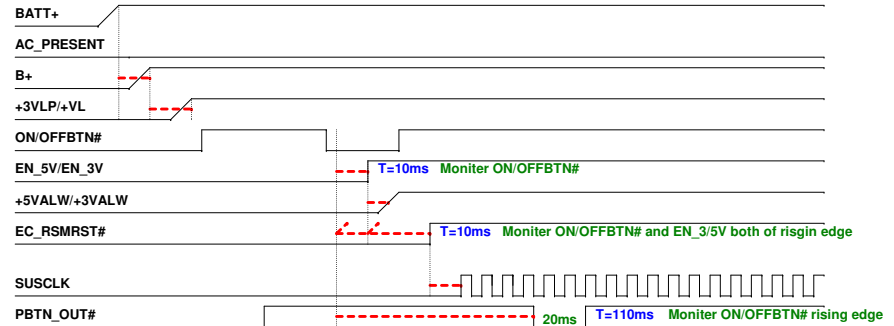 BATT+
AC_PRESENT
B+
+3VLP/+VL
ON/OFFBTN#
EN_5V/EN_3V T=10ms Moniter ON/OFFBTN#
+5VALW/+3VALW
EC_RSMRST# T=10ms Moniter ON/OFFBTN# and EN_3/5V both of risgin edge
SUSCLK
PBTN_OUT# 20ms T=110ms Moniter ON/OFFBTN# rising edge